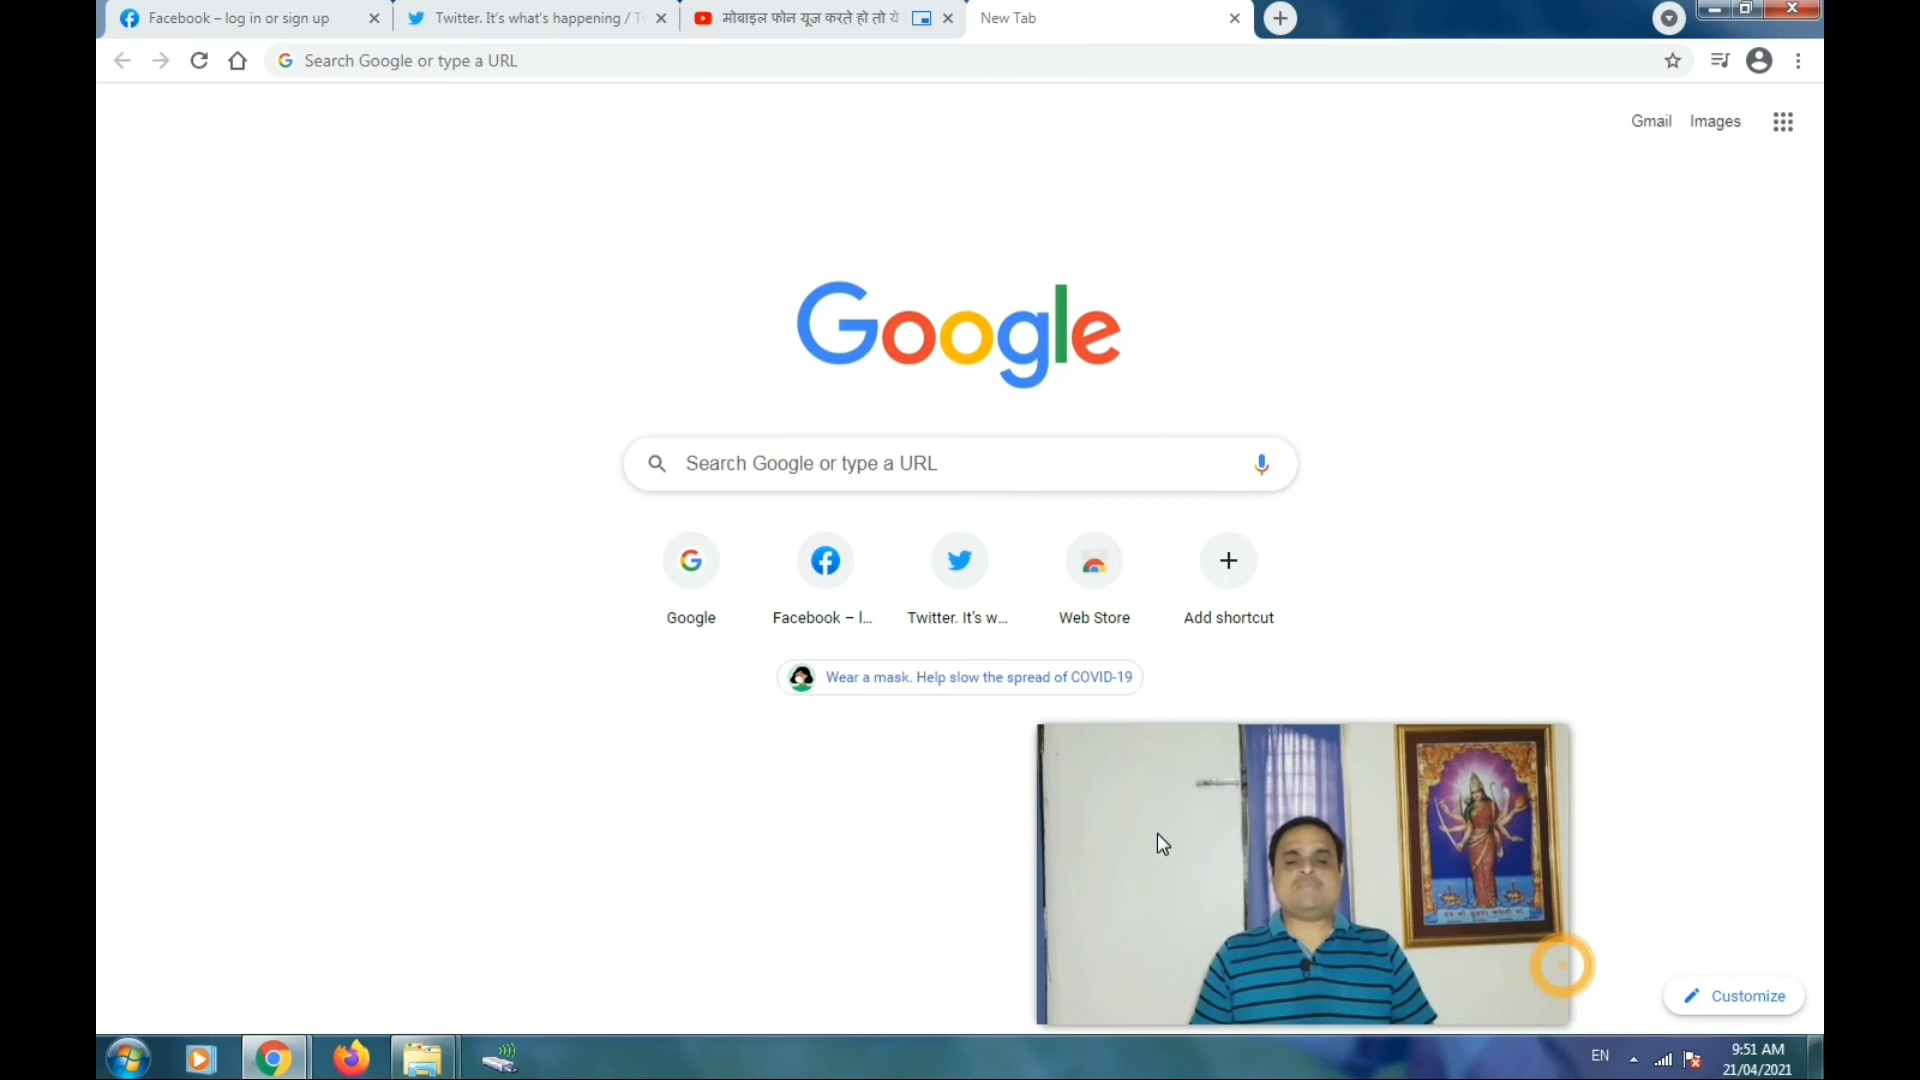 Facebook – log in or sign up
Twitter. It's what's happening / T
मोबाइल फोन यूज़ करते हो तो ये
New Tab
Search Google or type a URL
Gmail
Images
Google
Search Google or type a URL
Google
Facebook – l...
Twitter. It's w...
Web Store
Add shortcut
Wear a mask. Help slow the spread of COVID-19
Customize
EN
9:51 AM
21/04/2021